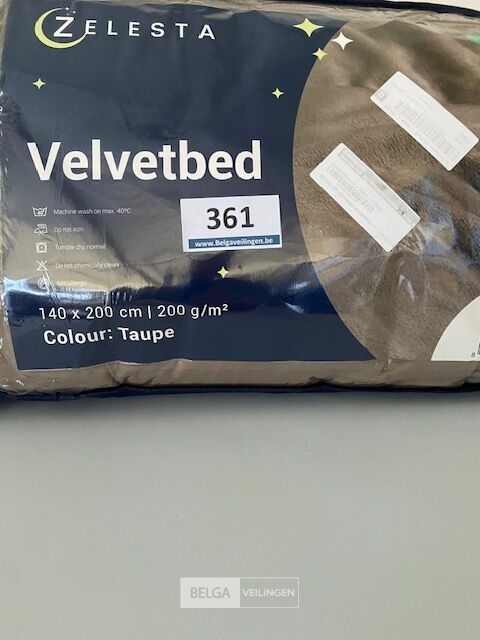 ZELESTA
Velvetbed
361
www.Belgaveilingen.be
Machine wash on max. 40°C
Do not iron
Tumble dry, normal
Do not chemically clean
140 x 200 cm | 200 g/m²
Colour: Taupe
BELGA VEILINGEN